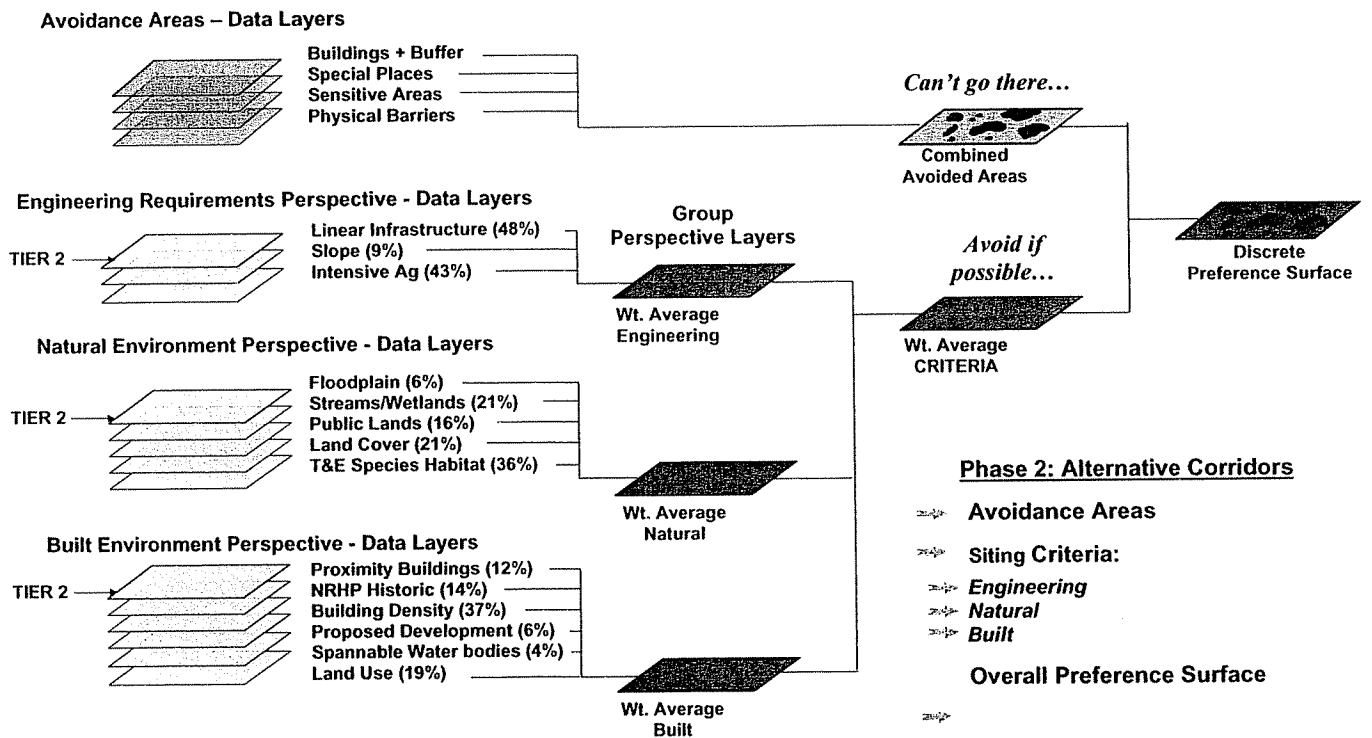 Avoidance Areas – Data Layers
Buildings + Buffer
Special Places
Sensitive Areas
Physical Barriers
Can't go there…
Combined
Avoided Areas
Engineering Requirements Perspective - Data Layers
TIER 2
Linear Infrastructure (48%)
Slope (9%)
Intensive Ag (43%)
Group
Perspective Layers
Wt. Average
Engineering
Avoid if
possible…
Wt. Average
CRITERIA
Discrete
Preference Surface
Natural Environment Perspective - Data Layers
TIER 2
Floodplain (6%)
Streams/Wetlands (21%)
Public Lands (16%)
Land Cover (21%)
T&E Species Habitat (36%)
Wt. Average
Natural
Built Environment Perspective - Data Layers
TIER 2
Proximity Buildings (12%)
NRHP Historic (14%)
Building Density (37%)
Proposed Development (6%)
Spannable Water bodies (4%)
Land Use (19%)
Wt. Average
Built
Phase 2: Alternative Corridors
Avoidance Areas
Siting Criteria:
Engineering
Natural
Built
Overall Preference Surface